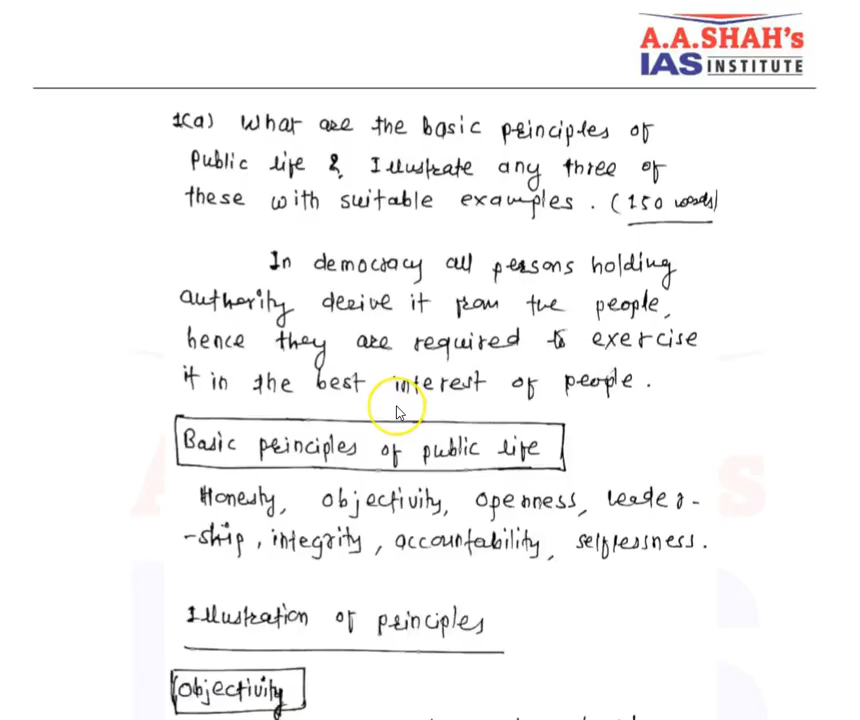 A.A.SHAH's
IAS INSTITUTE
1(a) What are the basic principles of
public life & Illustrate any three of
these with suitable examples. (150 words)
In democracy all persons holding
authority derive it from the people,
hence they are required to exercise
it in the best interest of people.
Basic principles of public life
Honesty, objectivity, openness, leader-
-ship, integrity, accountability, selflessness.
Illustration of principles
Objectivity